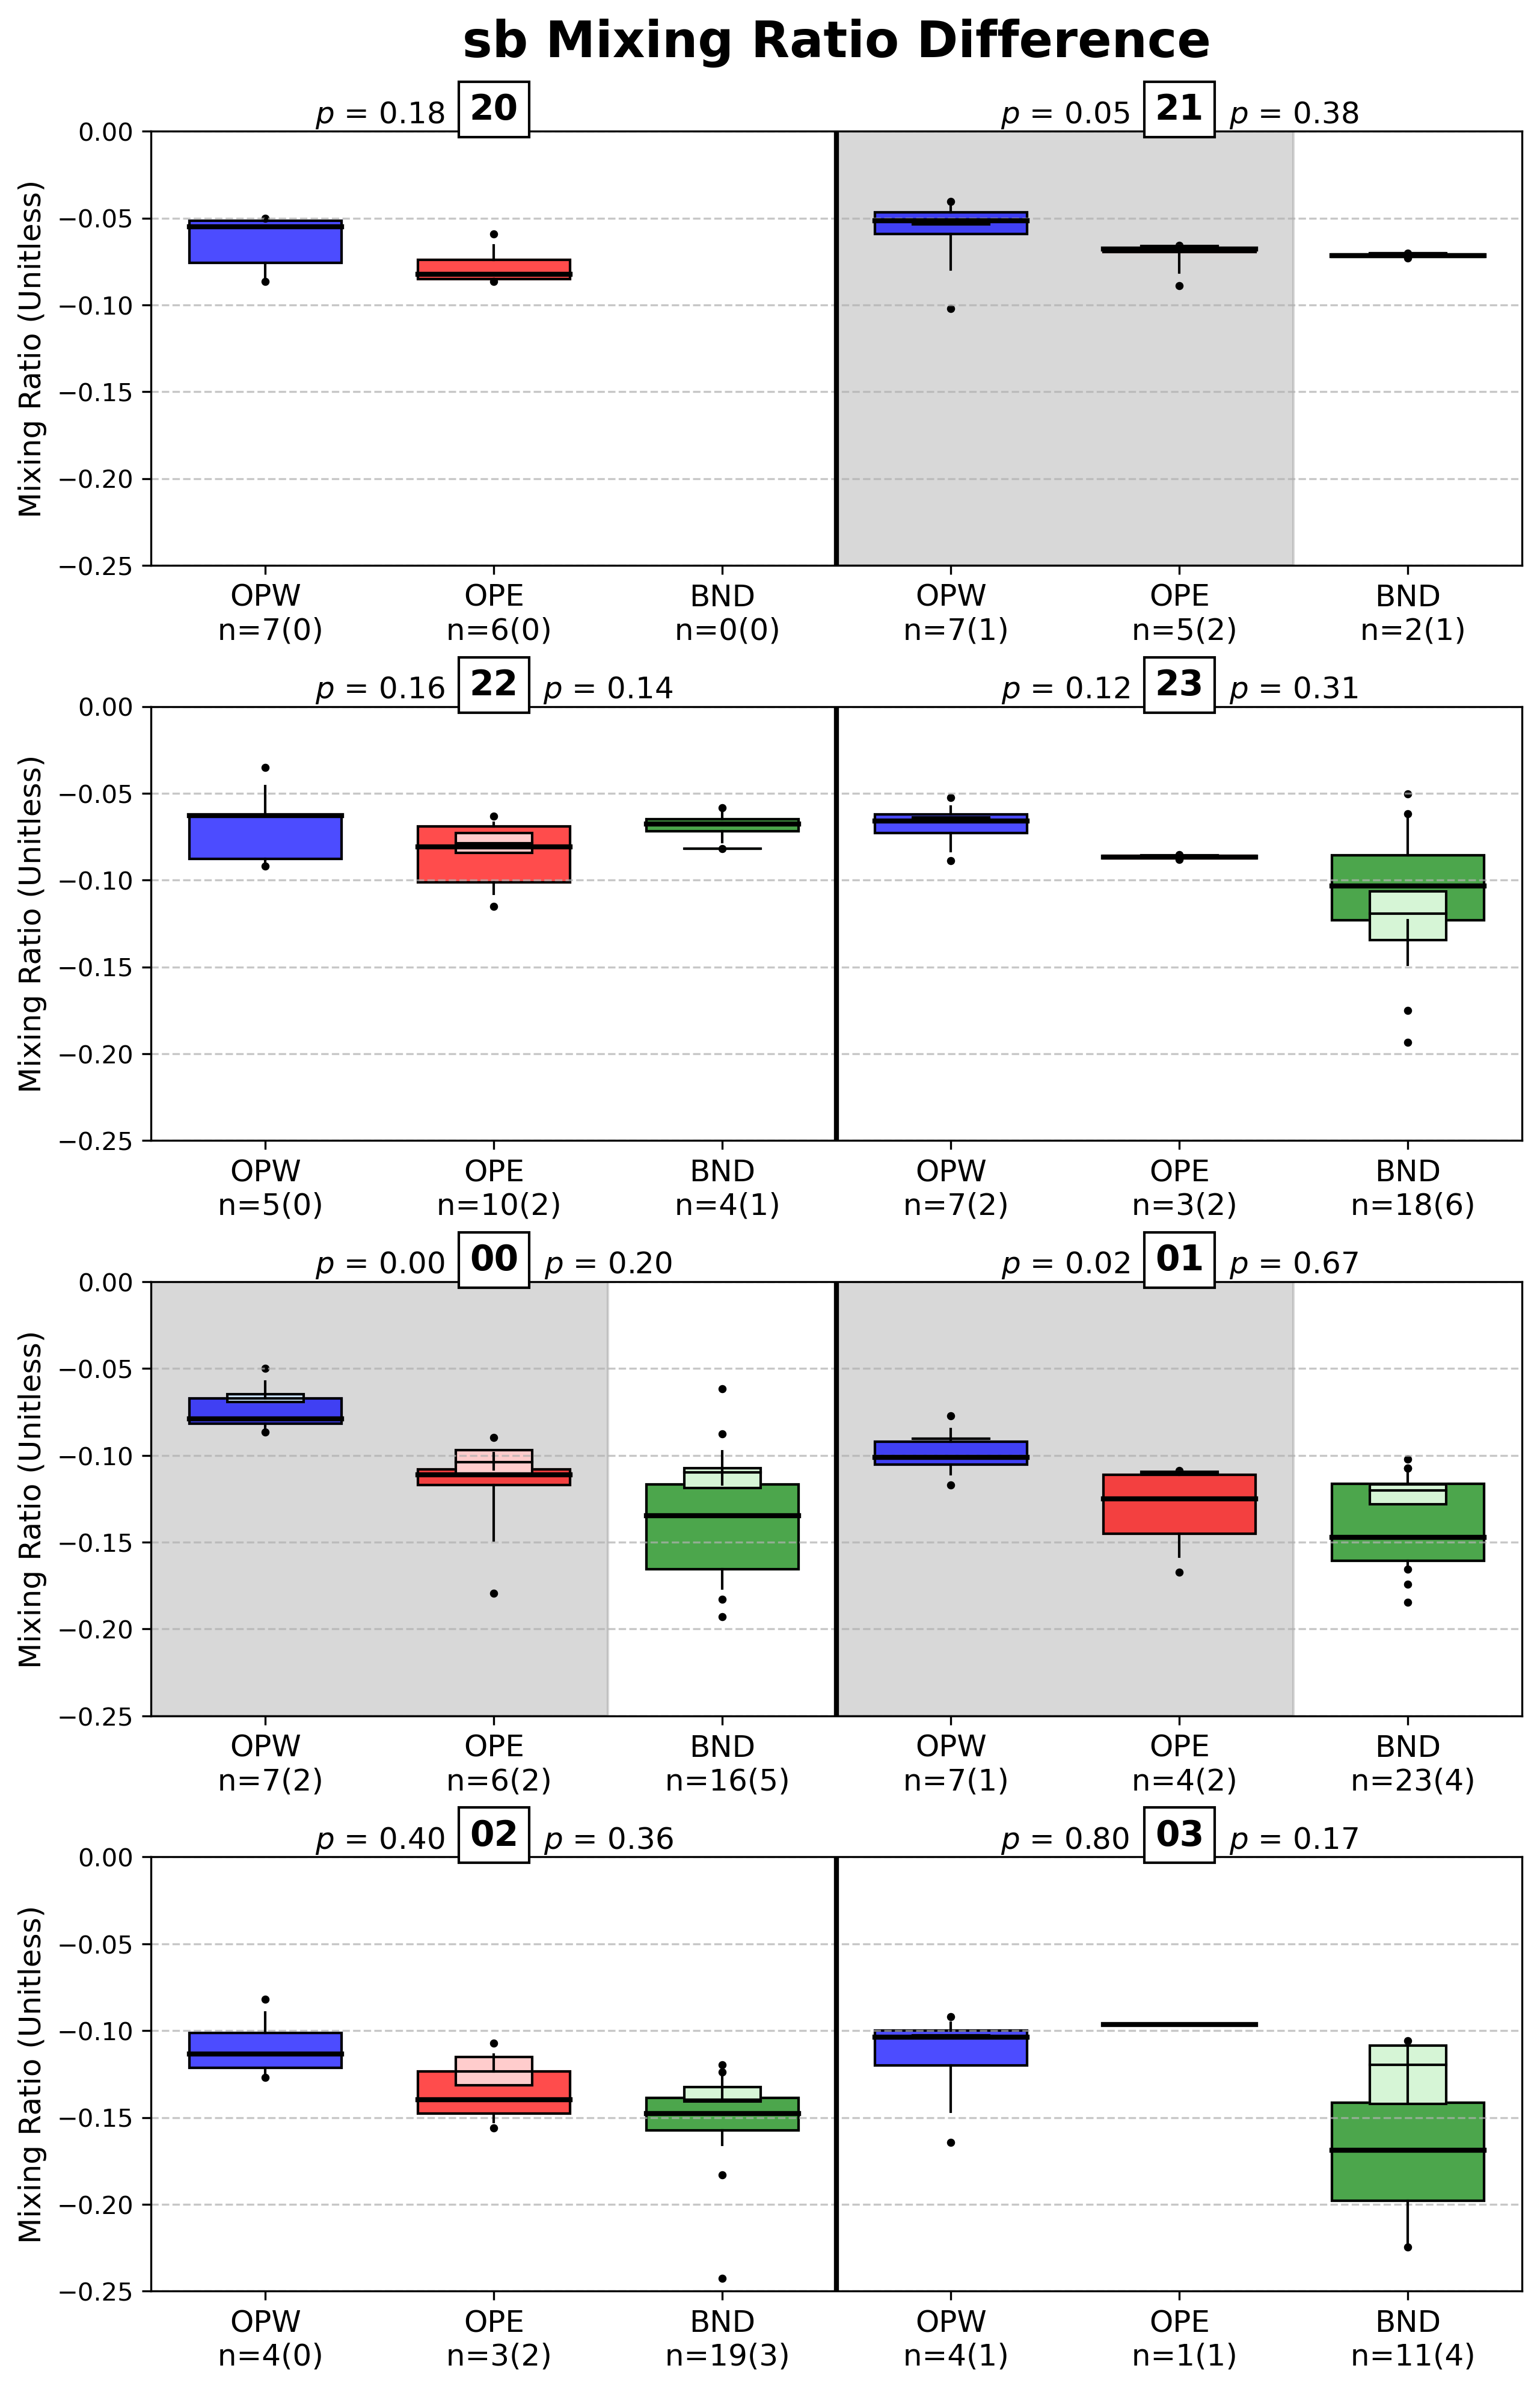 sb Mixing Ratio Difference
p = 0.18 20
p = 0.05 21 p = 0.38
Mixing Ratio (Unitless)
0.00
−0.05
−0.10
−0.15
−0.20
−0.25
OPW OPE BND OPW OPE BND
n=7(0) n=6(0) n=0(0) n=7(1) n=5(2) n=2(1)
p = 0.16 22 p = 0.14
p = 0.12 23 p = 0.31
Mixing Ratio (Unitless)
0.00
−0.05
−0.10
−0.15
−0.20
−0.25
OPW OPE BND OPW OPE BND
n=5(0) n=10(2) n=4(1) n=7(2) n=3(2) n=18(6)
p = 0.00 00 p = 0.20
p = 0.02 01 p = 0.67
Mixing Ratio (Unitless)
0.00
−0.05
−0.10
−0.15
−0.20
−0.25
OPW OPE BND OPW OPE BND
n=7(2) n=6(2) n=16(5) n=7(1) n=4(2) n=23(4)
p = 0.40 02 p = 0.36
p = 0.80 03 p = 0.17
Mixing Ratio (Unitless)
0.00
−0.05
−0.10
−0.15
−0.20
−0.25
OPW OPE BND OPW OPE BND
n=4(0) n=3(2) n=19(3) n=4(1) n=1(1) n=11(4)